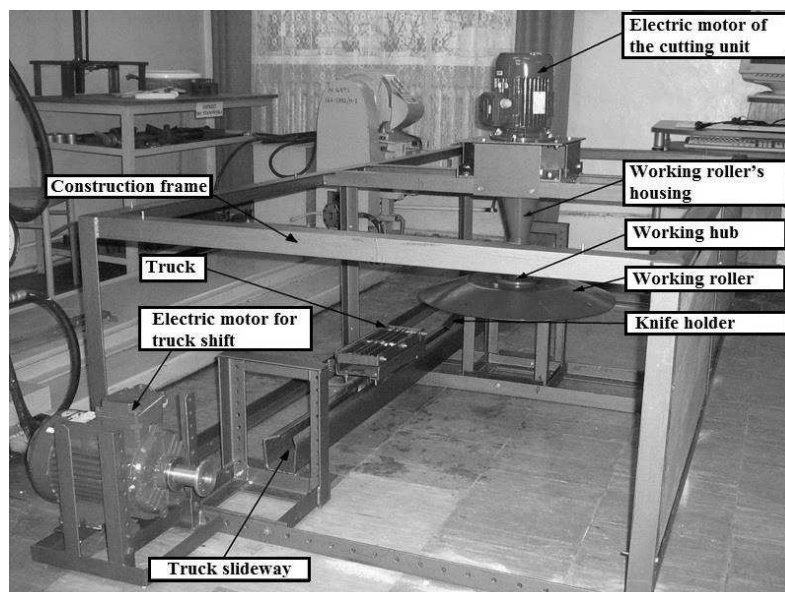 Electric motor of
the cutting unit
Construction frame
Working roller's
housing
Working hub
Truck
Working roller
Electric motor for
truck shift
Knife holder
Truck slideway